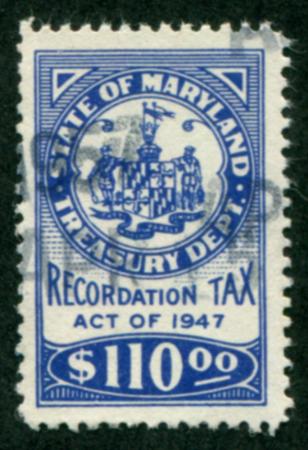 STATE OF MARYLAND
TREASURY DEPT.
RECORDATION TAX
ACT OF 1947
$110.00